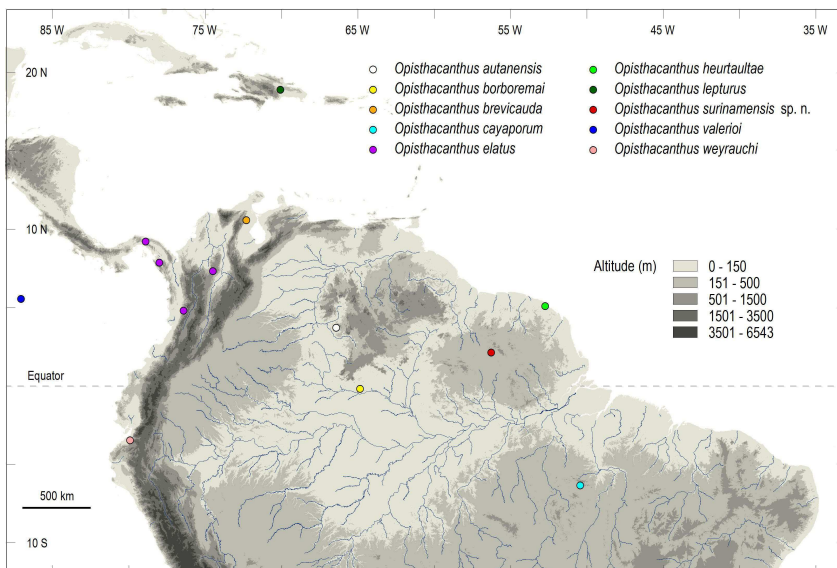 85 W 75 W 65 W 55 W 45 W 35 W
20 N
Opisthacanthus autanensis
Opisthacanthus borboremai
Opisthacanthus brevicauda
Opisthacanthus cayaporum
Opisthacanthus elatus
Opisthacanthus heurtaultae
Opisthacanthus lepturus
Opisthacanthus surinamensis sp. n.
Opisthacanthus valerioi
Opisthacanthus weyrauchi
10 N
Altitude (m)
0 - 150
151 - 500
501 - 1500
1501 - 3500
3501 - 6543
Equator
500 km
10 S